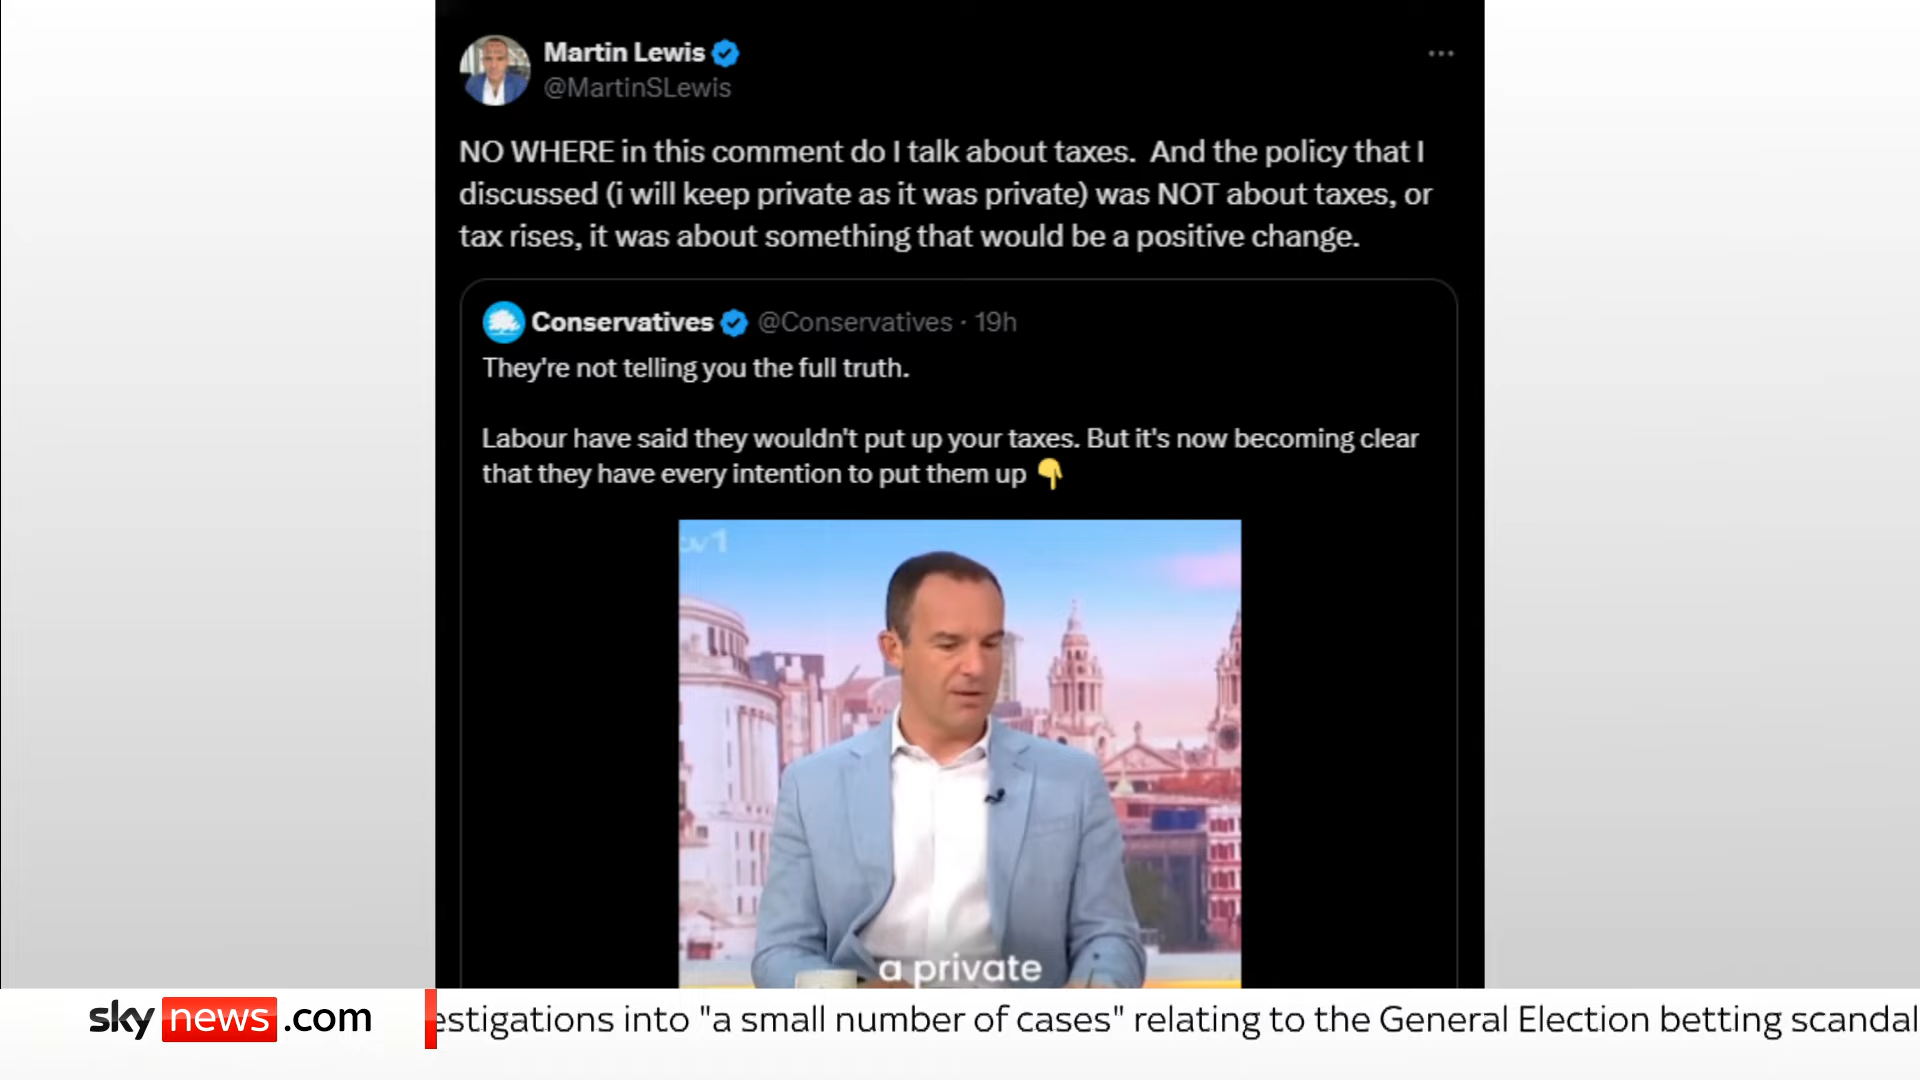 Martin Lewis
@MartinSLewis
NO WHERE in this comment do I talk about taxes. And the policy that I
discussed (i will keep private as it was private) was NOT about taxes, or
tax rises, it was about something that would be a positive change.
Conservatives @Conservatives · 19h
They're not telling you the full truth.
Labour have said they wouldn't put up your taxes. But it's now becoming clear
that they have every intention to put them up 👇
a private
sky news .com
estigations into "a small number of cases" relating to the General Election betting scandal